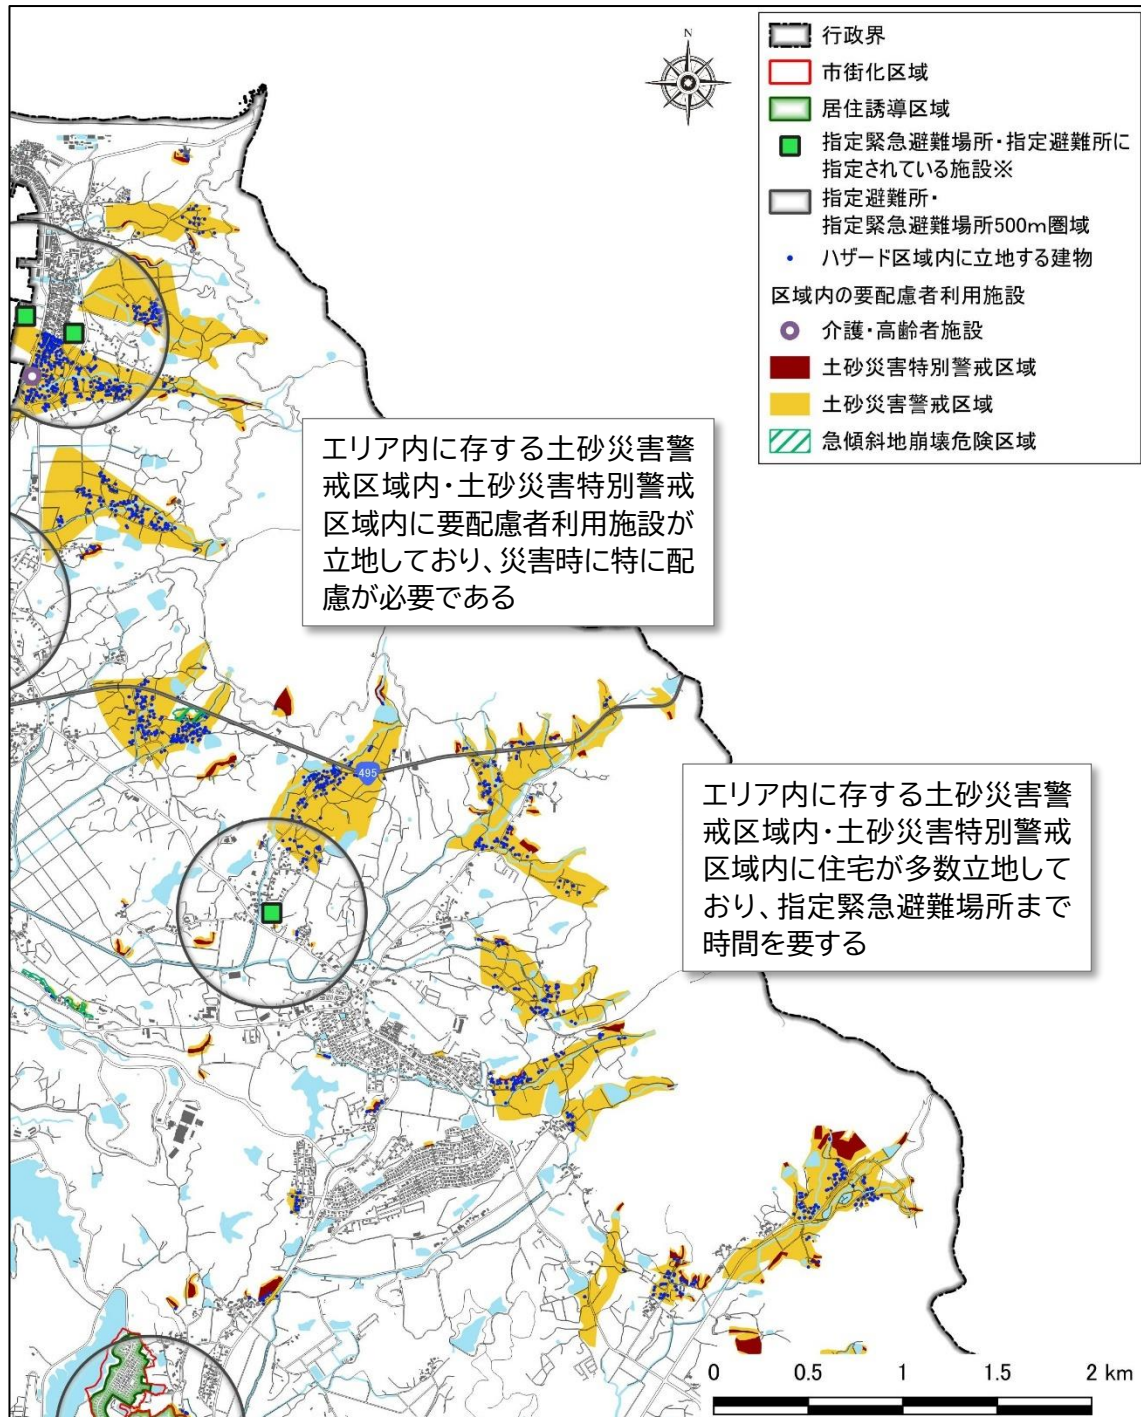 N
行政界
市街化区域
居住誘導区域
指定緊急避難場所・指定避難所に
指定されている施設※
指定避難所・
指定緊急避難場所500m圏域
ハザード区域内に立地する建物
区域内の要配慮者利用施設
介護・高齢者施設
土砂災害特別警戒区域
土砂災害警戒区域
急傾斜地崩壊危険区域
エリア内に存する土砂災害警
戒区域内・土砂災害特別警戒
区域内に要配慮者利用施設が
立地しており、災害時に特に配
慮が必要である
495
エリア内に存する土砂災害警
戒区域内・土砂災害特別警戒
区域内に住宅が多数立地して
おり、指定緊急避難場所まで
時間を要する
0 0.5 1 1.5 2 km